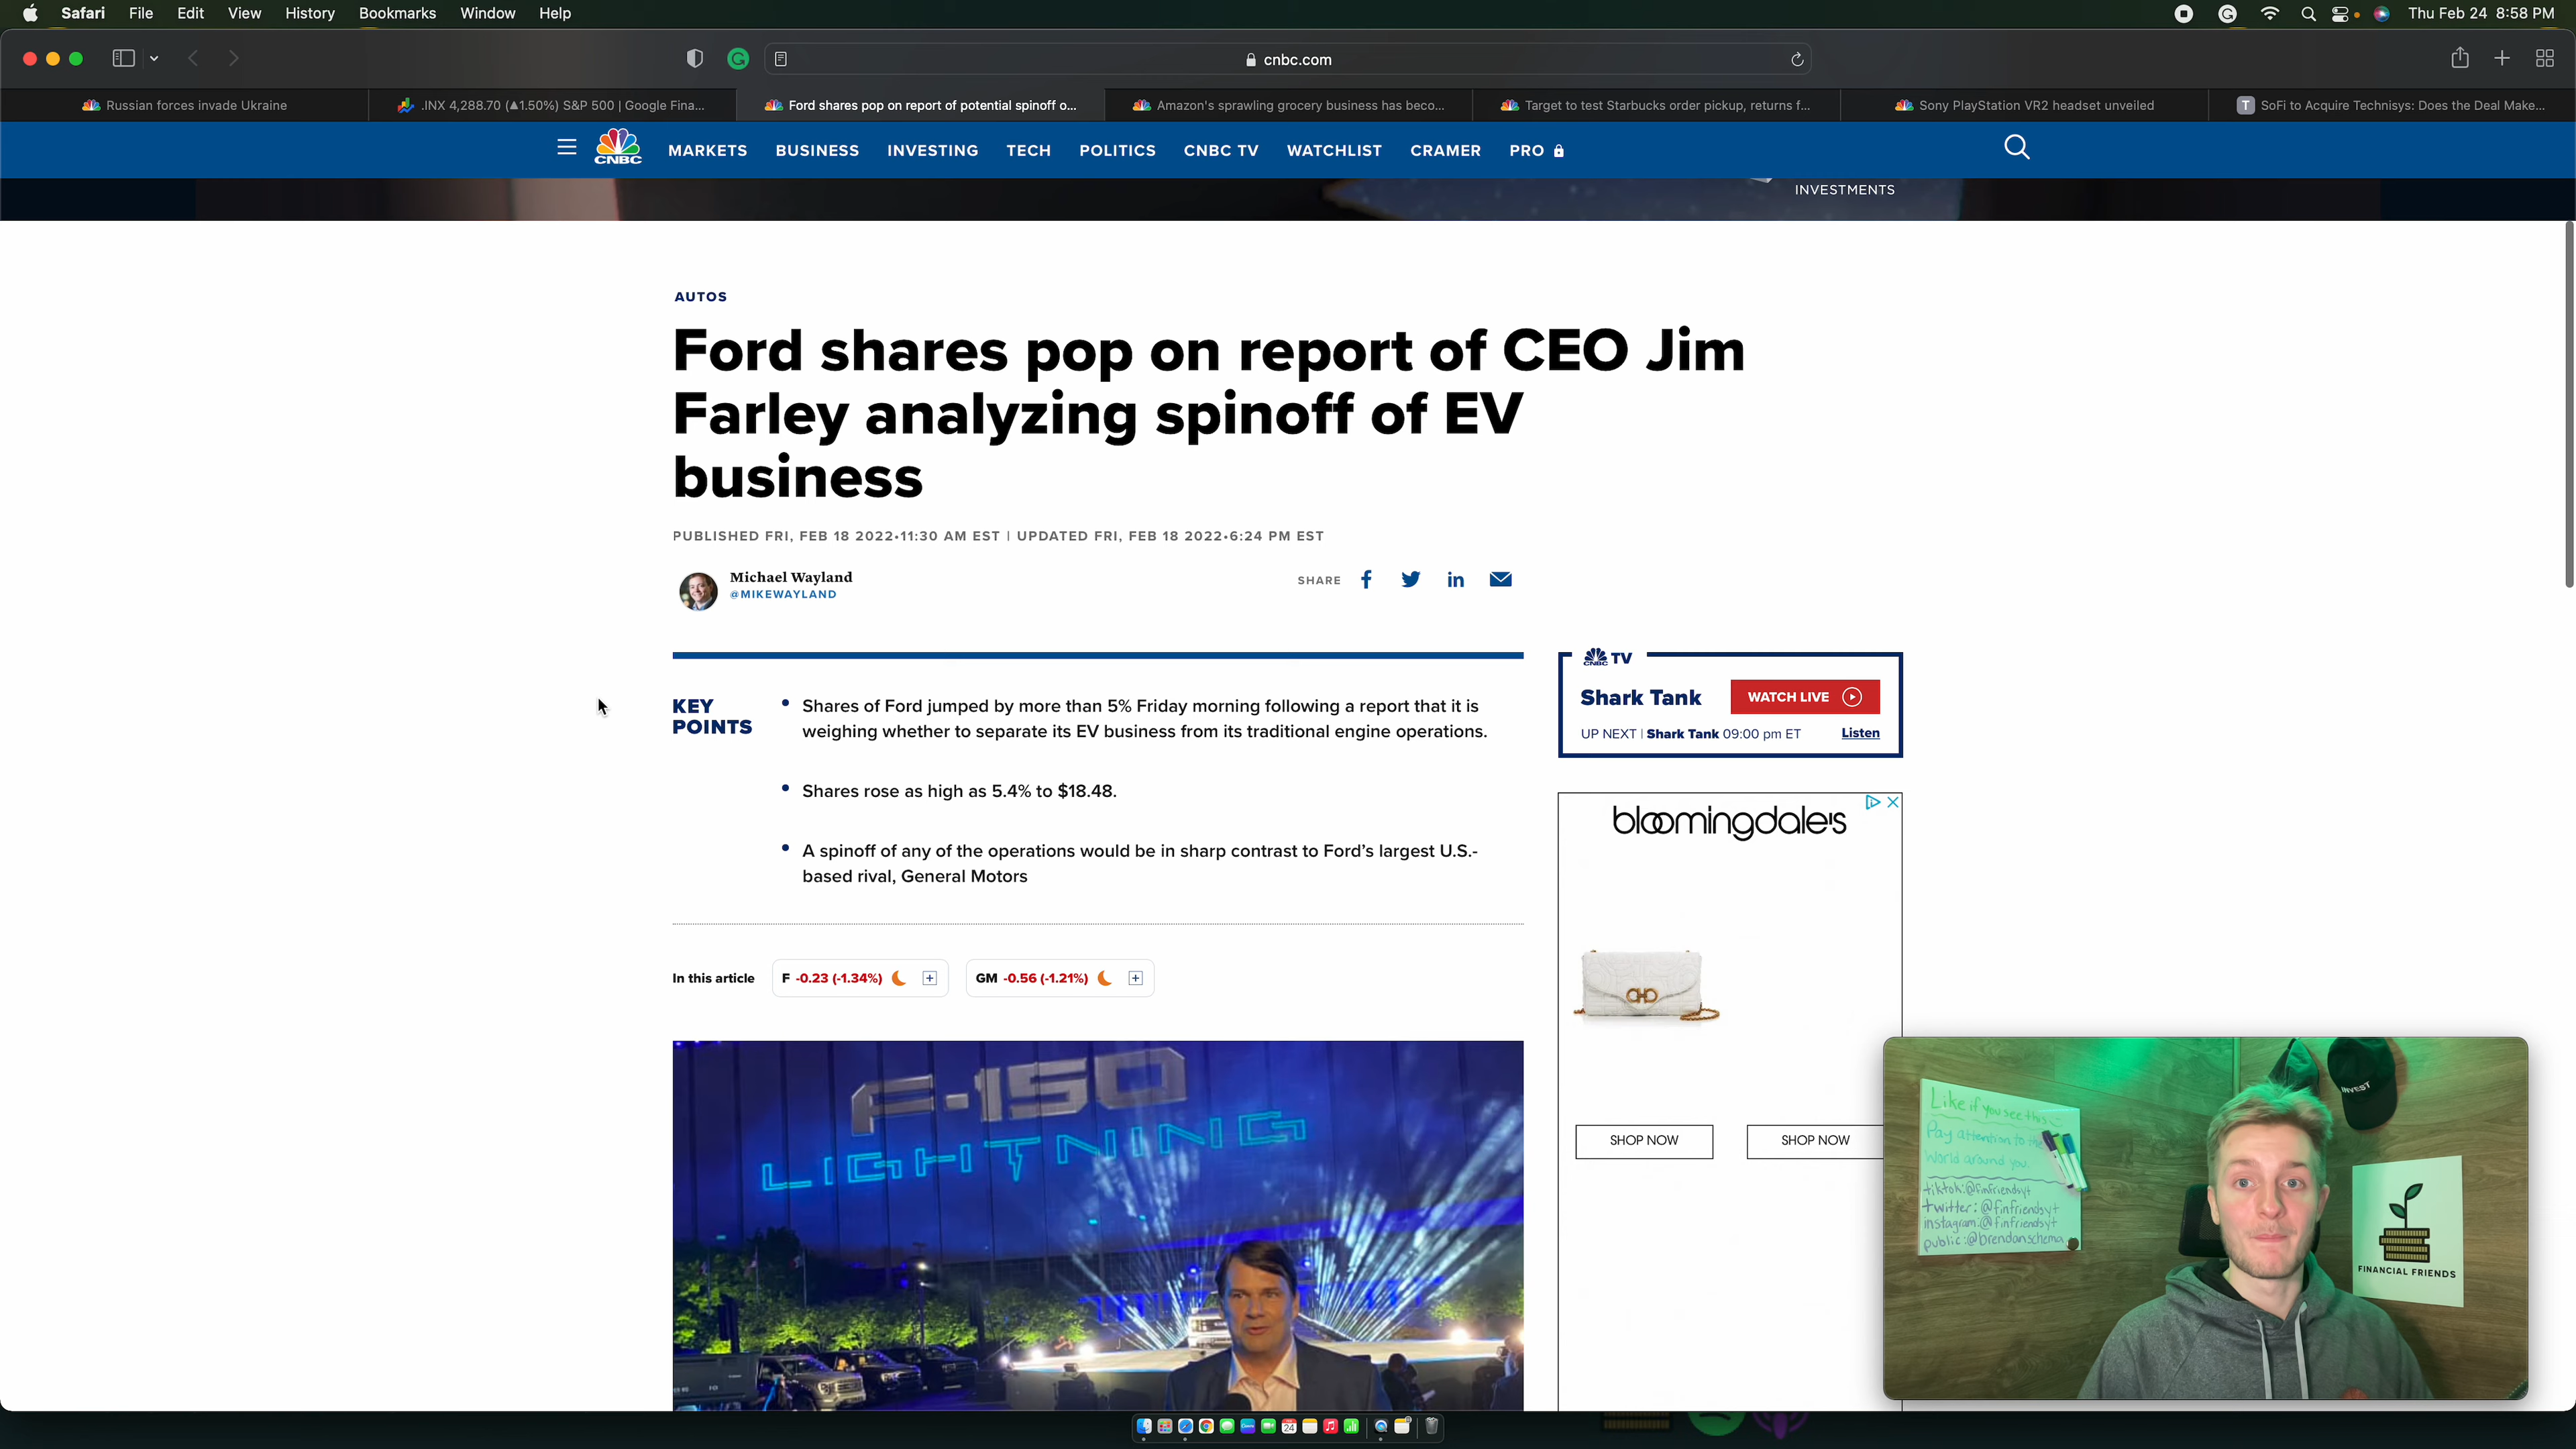 Safari File Edit View History Bookmarks Window Help
Thu Feb 24 8:58 PM
cnbc.com
Russian forces invade Ukraine
.INX 4,288.70 (▲1.50%) S&P 500 | Google Fina...
Ford shares pop on report of potential spinoff o...
Amazon's sprawling grocery business has beco...
Target to test Starbucks order pickup, returns f...
Sony PlayStation VR2 headset unveiled
T SoFi to Acquire Technisys: Does the Deal Make...
CNBC
MARKETS BUSINESS INVESTING TECH POLITICS CNBC TV WATCHLIST CRAMER PRO
INVESTMENTS
AUTOS
Ford shares pop on report of CEO Jim
Farley analyzing spinoff of EV
business
PUBLISHED FRI, FEB 18 2022•11:30 AM EST | UPDATED FRI, FEB 18 2022•6:24 PM EST
Michael Wayland
@MIKEWAYLAND
SHARE
KEY
POINTS
• Shares of Ford jumped by more than 5% Friday morning following a report that it is
weighing whether to separate its EV business from its traditional engine operations.
• Shares rose as high as 5.4% to $18.48.
• A spinoff of any of the operations would be in sharp contrast to Ford's largest U.S.-
based rival, General Motors
In this article
F -0.23 (-1.34%)
GM -0.56 (-1.21%)
F-150
LIGHTNING
CNBC TV
Shark Tank
WATCH LIVE
UP NEXT | Shark Tank 09:00 pm ET
Listen
bloomingdale's
SHOP NOW
SHOP NOW
Like if you see this
Pay attention to the
World around you.
tiktok:@finfriendsyt
twitter:@finfriendsyt
instagram:@finfriendsyt
public:@brendanschema
INVEST
FINANCIAL FRIENDS
24